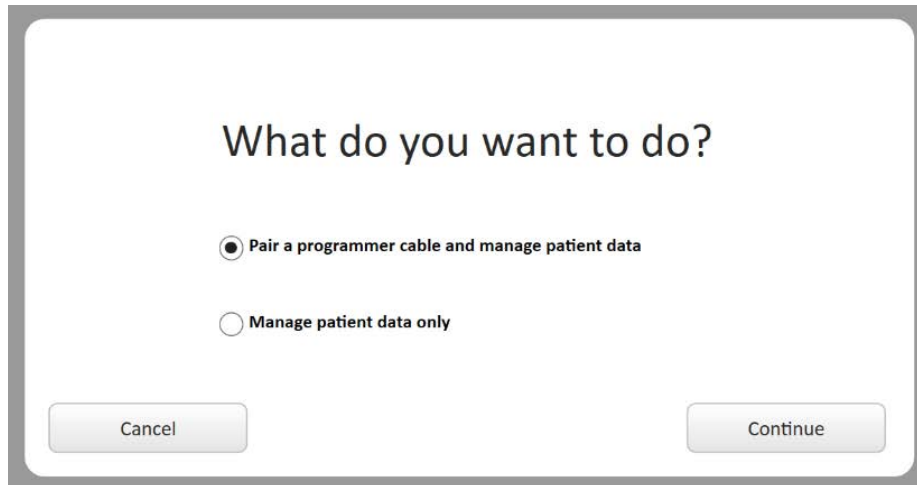 What do you want to do?
Pair a programmer cable and manage patient data
Manage patient data only
Cancel
Continue